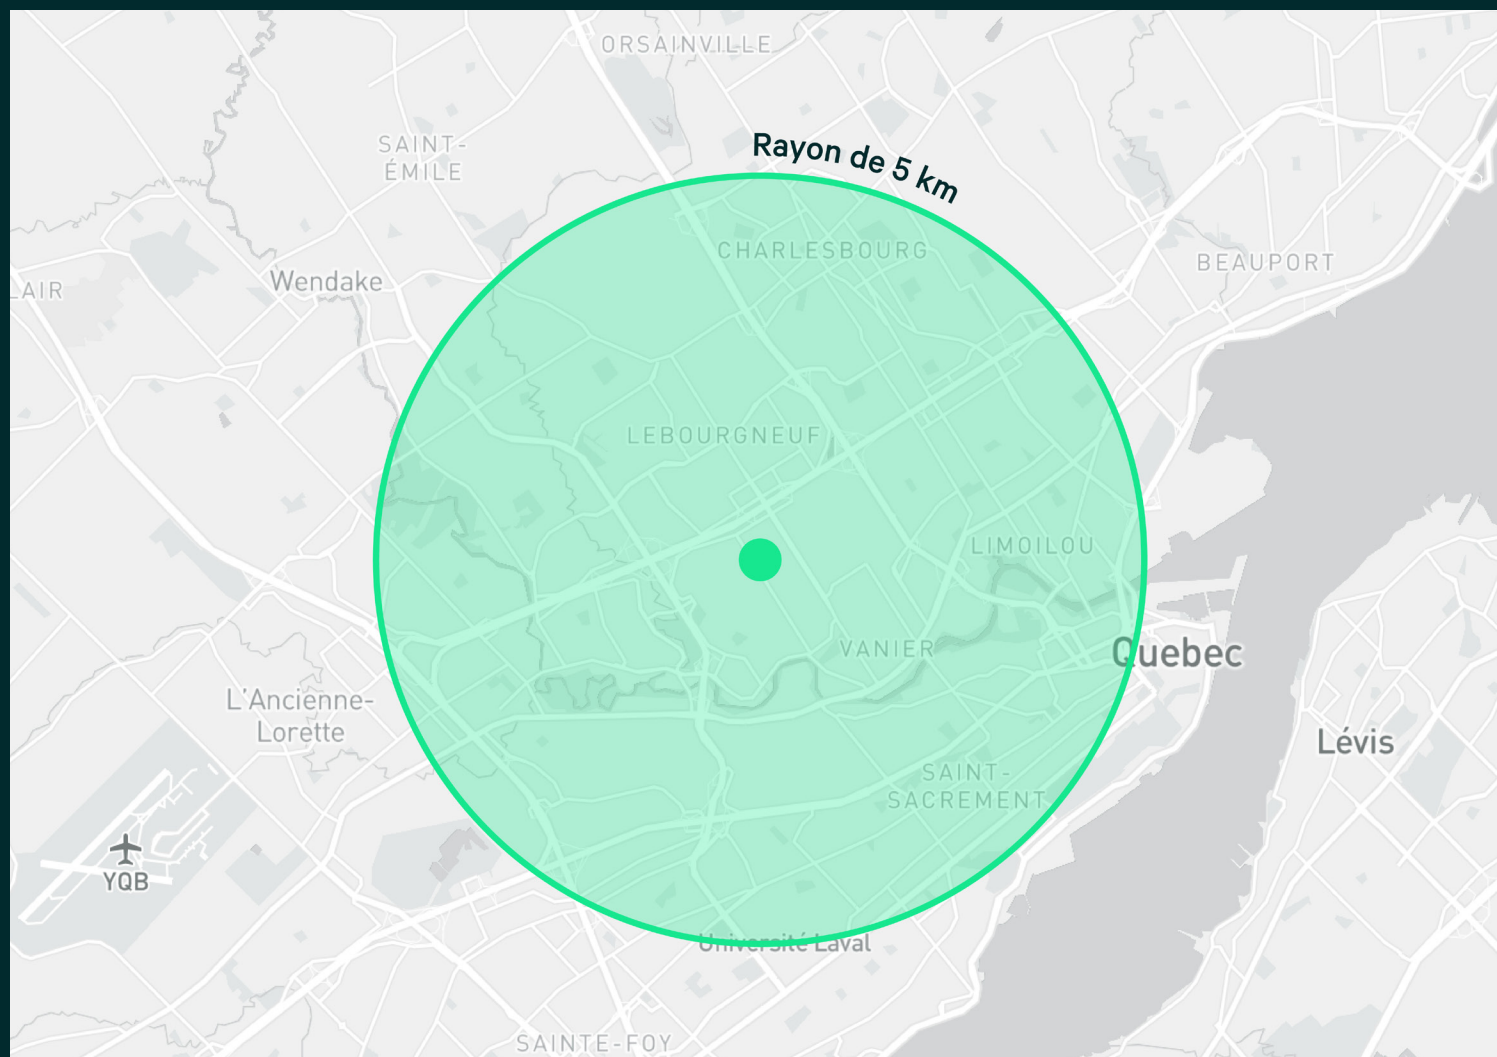 ORSAINVILLE
Rayon de 5 km
SAINT-
ÉMILE
CHARLESBOURG
BEAUPORT
Wendake
LAIR
LEBOURGNEUF
LIMOILOU
VANIER
Quebec
L'Ancienne-
Lorette
Lévis
SAINT-
SACREMENT
YQB
Université Laval
SAINTE-FOY